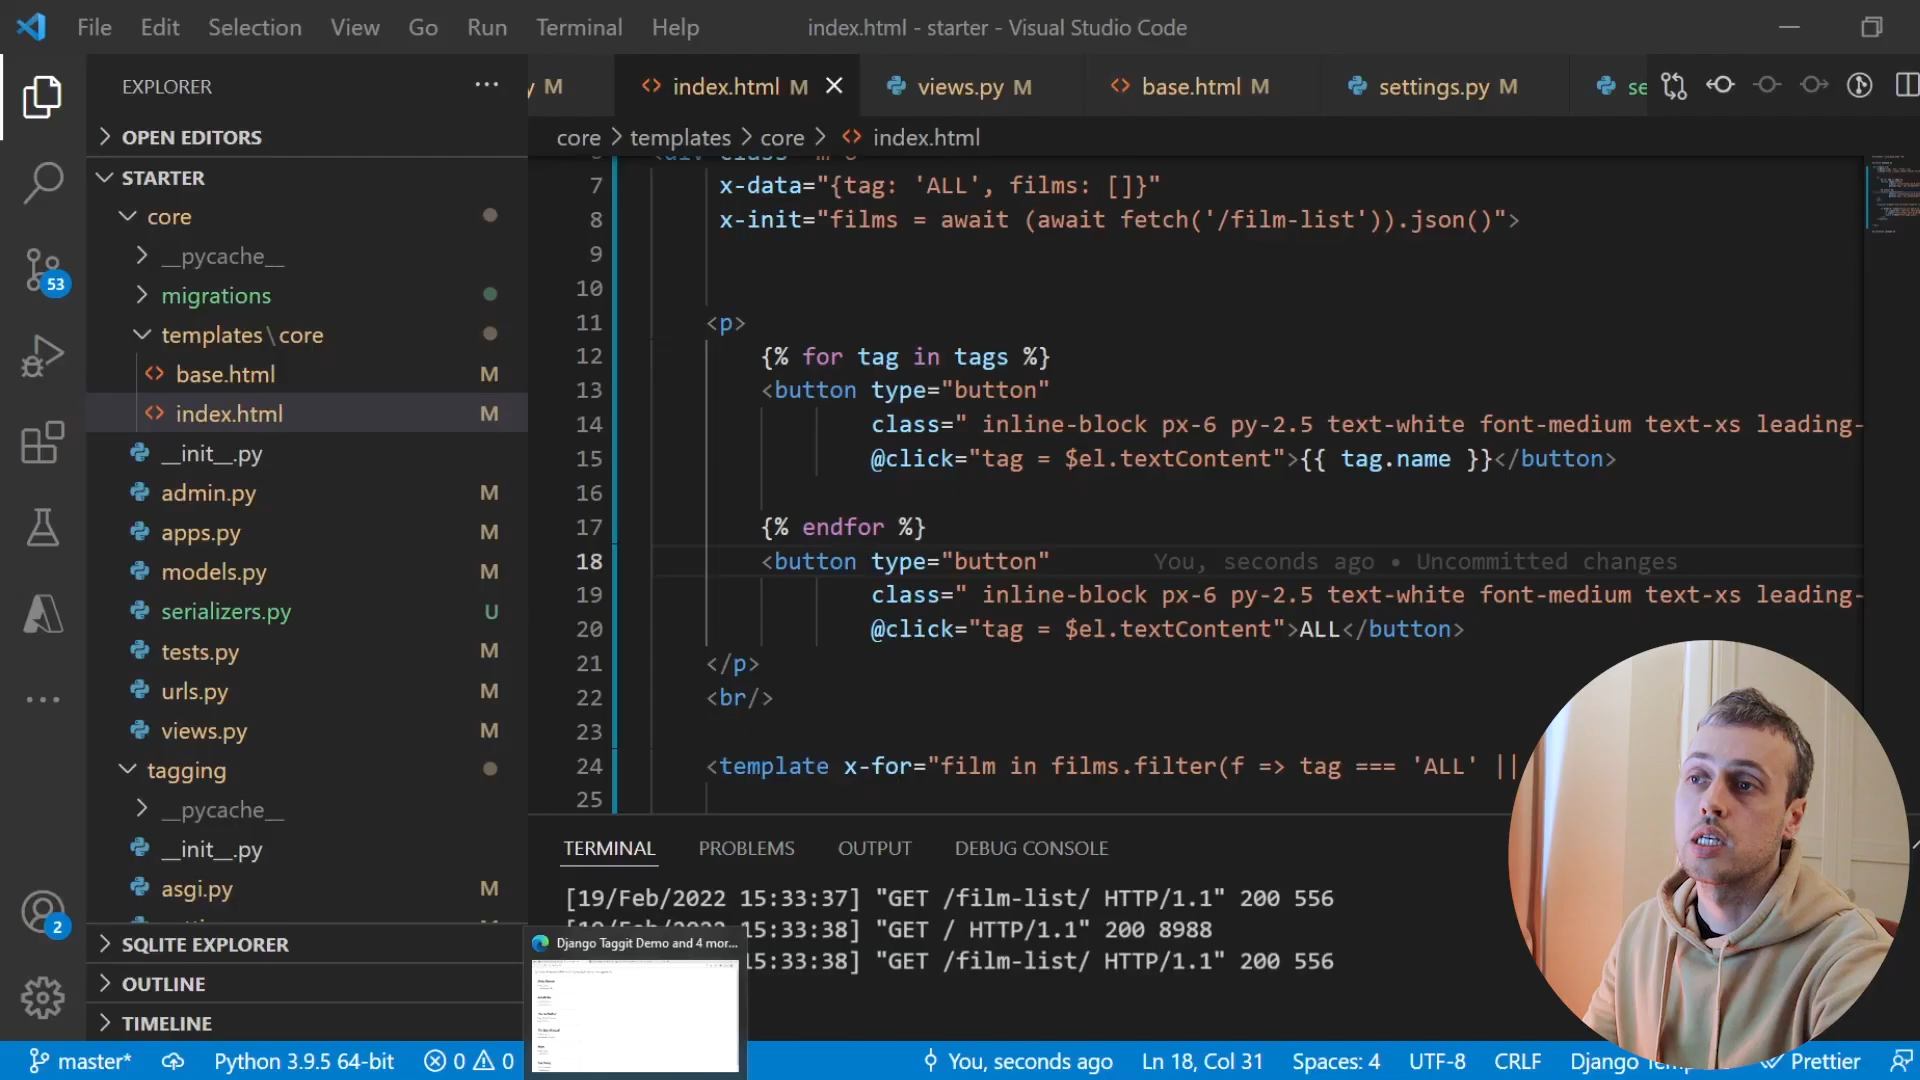 File Edit Selection View Go Run Terminal Help
index.html - starter - Visual Studio Code
EXPLORER
y M
index.html M
views.py M
base.html M
settings.py M
se
OPEN EDITORS
core > templates > core > index.html
STARTER
core
__pycache__
migrations
templates\core
base.html M
index.html M
__init__.py
admin.py M
apps.py M
models.py M
serializers.py U
tests.py M
urls.py M
views.py M
tagging
__pycache__
__init__.py
asgi.py M
SQLITE EXPLORER
OUTLINE
TIMELINE
53
2
7 x-data="{tag: 'ALL', films: []}"
8 x-init="films = await (await fetch('/film-list')).json()">
9
10
11 <p>
12 {% for tag in tags %}
13 <button type="button"
14 class=" inline-block px-6 py-2.5 text-white font-medium text-xs leading-
15 @click="tag = $el.textContent">{{ tag.name }}</button>
16
17 {% endfor %}
18 <button type="button" You, seconds ago • Uncommitted changes
19 class=" inline-block px-6 py-2.5 text-white font-medium text-xs leading-
20 @click="tag = $el.textContent">ALL</button>
21 </p>
22 <br/>
23
24 <template x-for="film in films.filter(f => tag === 'ALL' ||
25
TERMINAL PROBLEMS OUTPUT DEBUG CONSOLE
[19/Feb/2022 15:33:37] "GET /film-list/ HTTP/1.1" 200 556
15:33:38] "GET / HTTP/1.1" 200 8988
15:33:38] "GET /film-list/ HTTP/1.1" 200 556
Django Taggit Demo and 4 mor...
master* Python 3.9.5 64-bit 0 0 You, seconds ago Ln 18, Col 31 Spaces: 4 UTF-8 CRLF Django Prettier